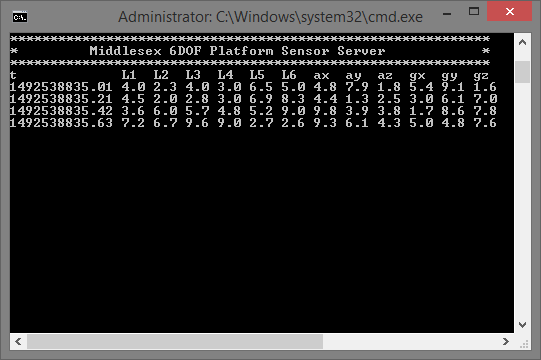 Administrator: C:\Windows\system32\cmd.exe
************************************************************
*         Middlesex 6DOF Platform Sensor Server            *
************************************************************
t             L1  L2  L3  L4  L5  L6  ax  ay  az  gx  gy  gz
1492538835.01 4.0 2.3 4.0 3.0 6.5 5.0 4.8 7.9 1.8 5.4 9.1 1.6
1492538835.21 4.5 2.0 2.8 3.0 6.9 8.3 4.4 1.3 2.5 3.0 6.1 7.0
1492538835.42 3.6 6.0 5.7 4.8 5.2 9.0 9.8 3.9 3.8 1.7 8.6 7.8
1492538835.63 7.2 6.7 9.6 9.0 2.7 2.6 9.3 6.1 4.3 5.0 4.8 7.6